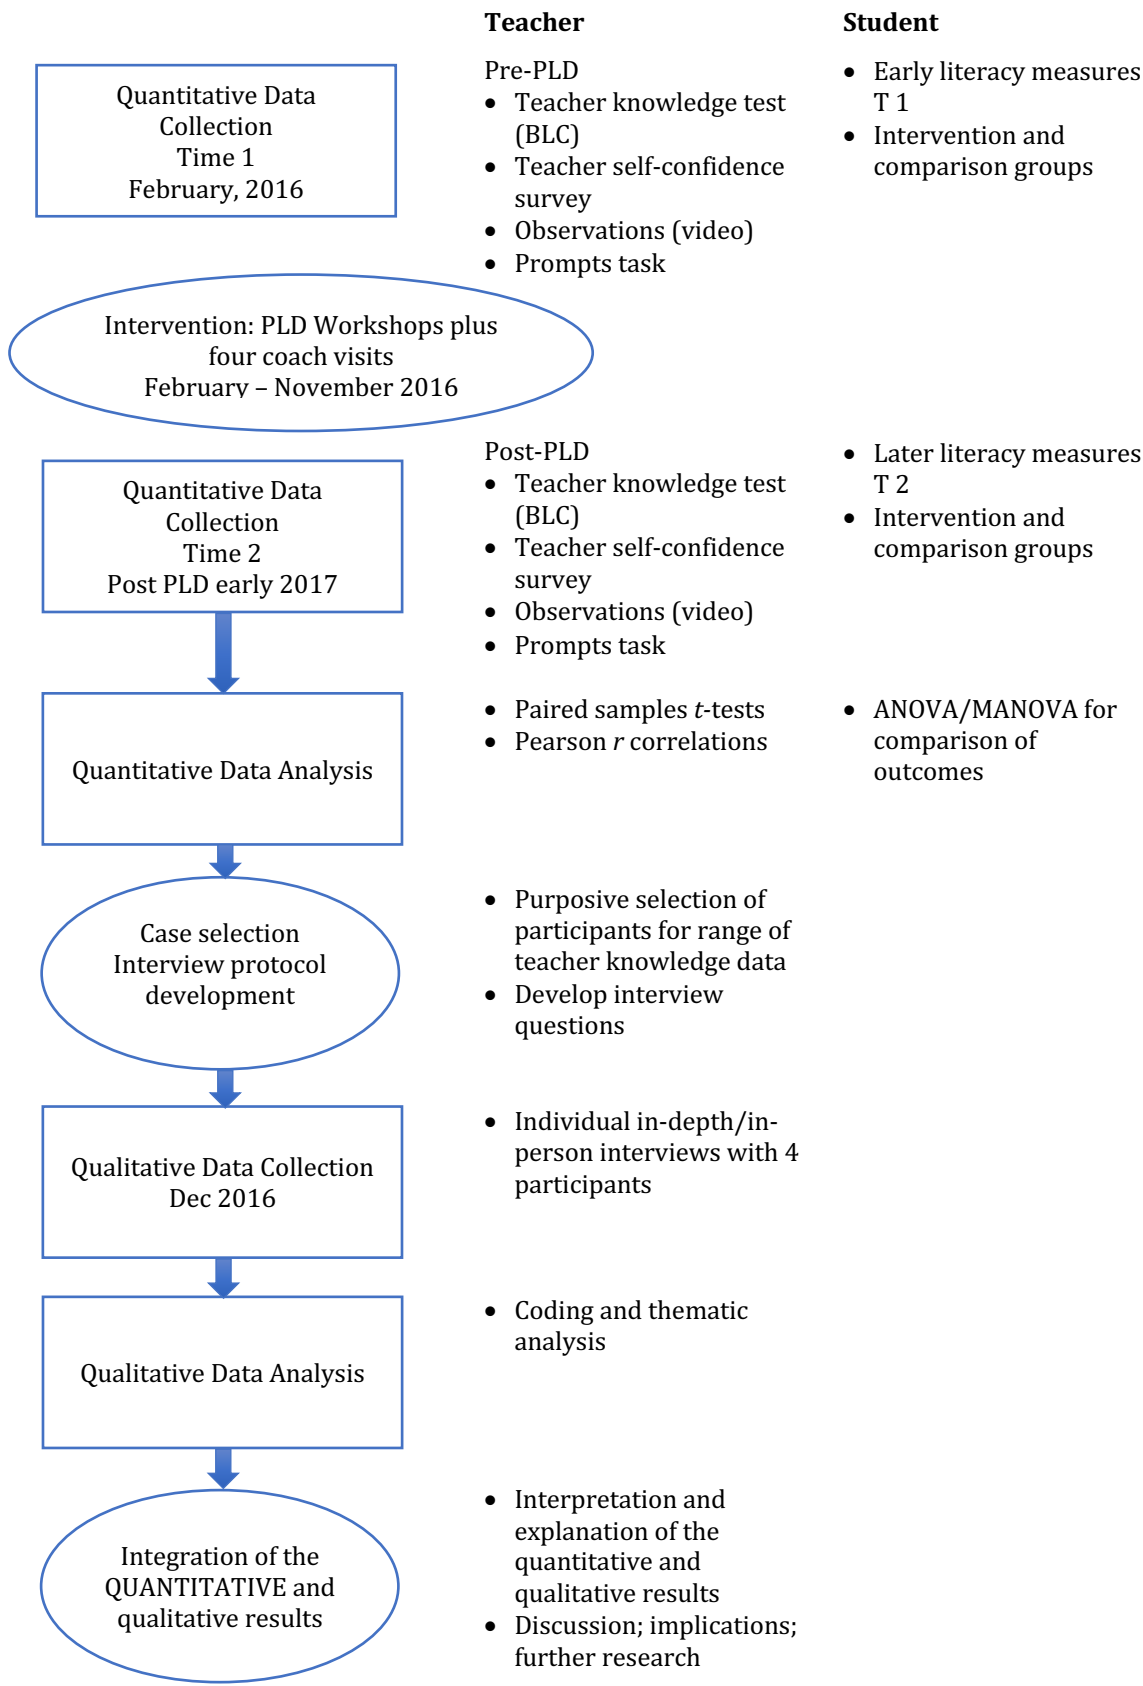 Teacher
Student
Quantitative Data
Collection
Time 1
February, 2016
Pre-PLD
• Teacher knowledge test
(BLC)
• Teacher self-confidence
survey
• Observations (video)
• Prompts task
• Early literacy measures
T 1
• Intervention and
comparison groups
Intervention: PLD Workshops plus
four coach visits
February – November 2016
Quantitative Data
Collection
Time 2
Post PLD early 2017
Post-PLD
• Teacher knowledge test
(BLC)
• Teacher self-confidence
survey
• Observations (video)
• Prompts task
• Later literacy measures
T 2
• Intervention and
comparison groups
Quantitative Data Analysis
• Paired samples t-tests
• Pearson r correlations
• ANOVA/MANOVA for
comparison of
outcomes
Case selection
Interview protocol
development
• Purposive selection of
participants for range of
teacher knowledge data
• Develop interview
questions
Qualitative Data Collection
Dec 2016
• Individual in-depth/in-
person interviews with 4
participants
Qualitative Data Analysis
• Coding and thematic
analysis
Integration of the
QUANTITATIVE and
qualitative results
• Interpretation and
explanation of the
quantitative and
qualitative results
• Discussion; implications;
further research